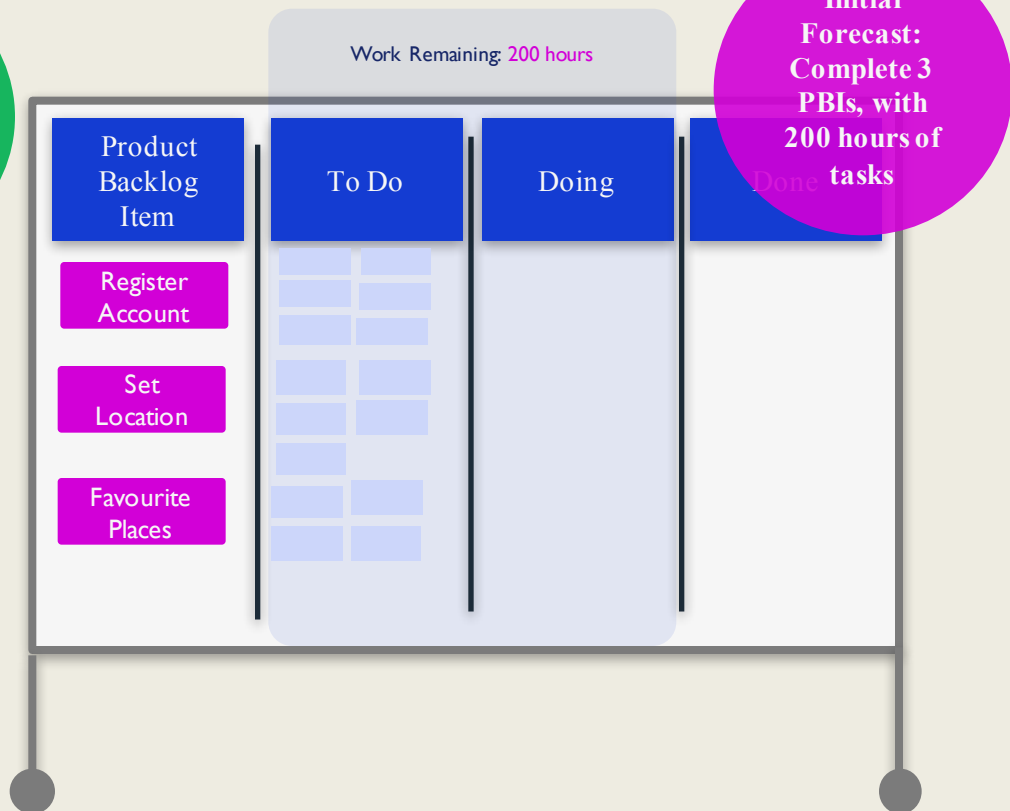 Work Remaining: 200 hours
Initial
Forecast:
Complete 3
PBIs, with
200 hours of
tasks
Product
Backlog
Item
To Do
Doing
Done
Register
Account
Set
Location
Favourite
Places